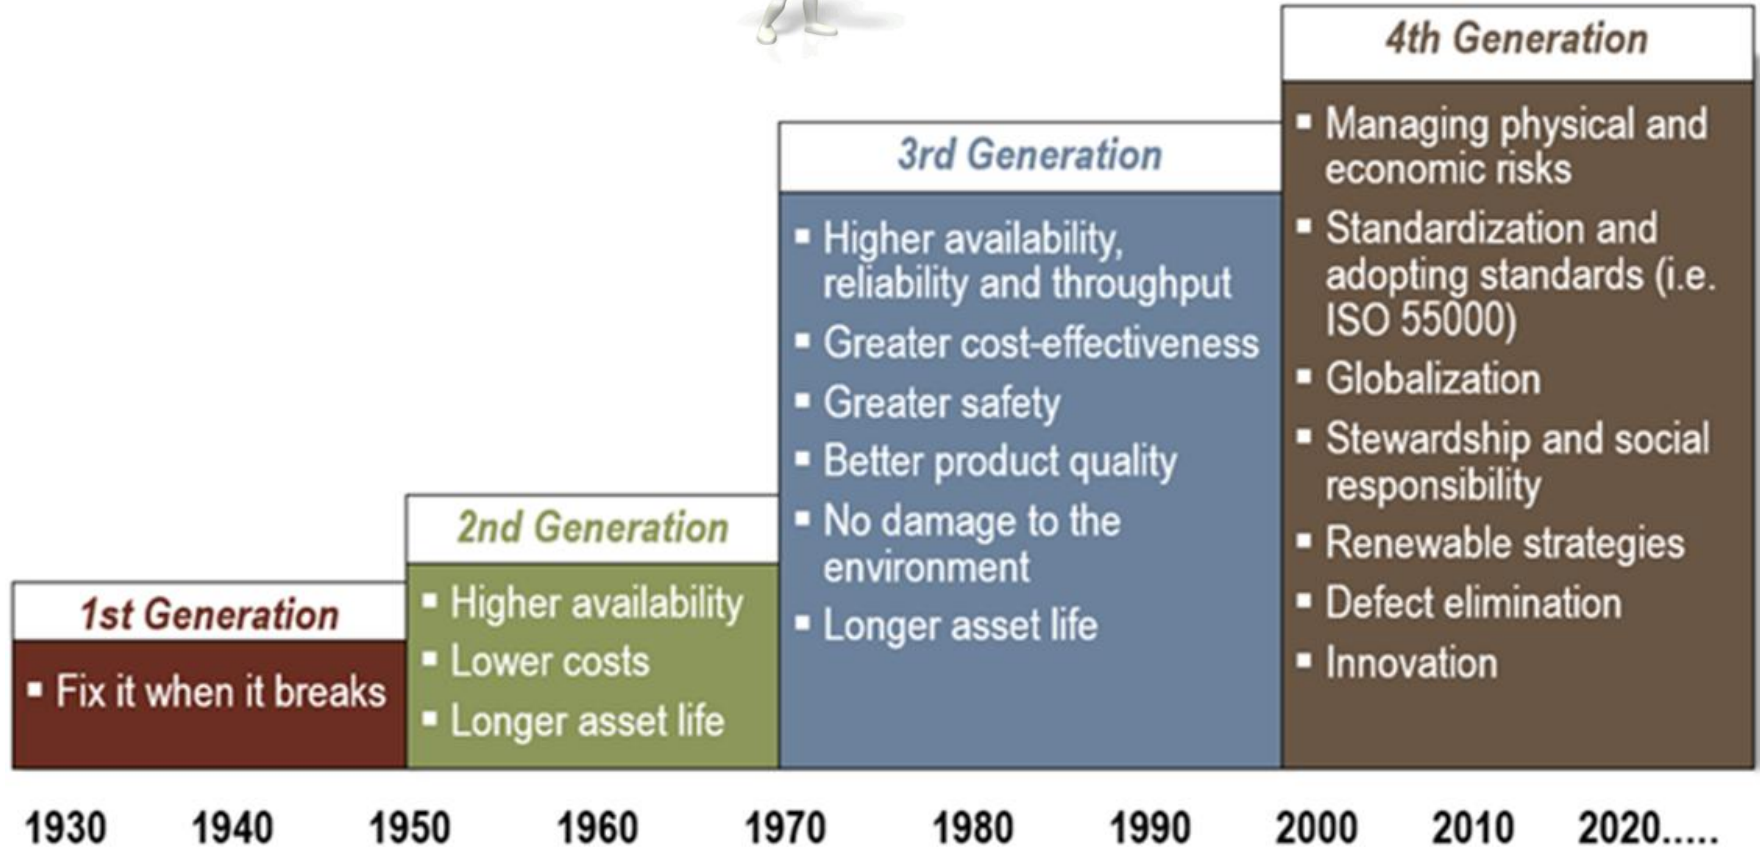 1st Generation
▪ Fix it when it breaks
2nd Generation
▪ Higher availability
▪ Lower costs
▪ Longer asset life
3rd Generation
▪ Higher availability,
reliability and throughput
▪ Greater cost-effectiveness
▪ Greater safety
▪ Better product quality
▪ No damage to the
environment
▪ Longer asset life
4th Generation
▪ Managing physical and
economic risks
▪ Standardization and
adopting standards (i.e.
ISO 55000)
▪ Globalization
▪ Stewardship and social
responsibility
▪ Renewable strategies
▪ Defect elimination
▪ Innovation
1930 1940 1950 1960 1970 1980 1990 2000 2010 2020.....